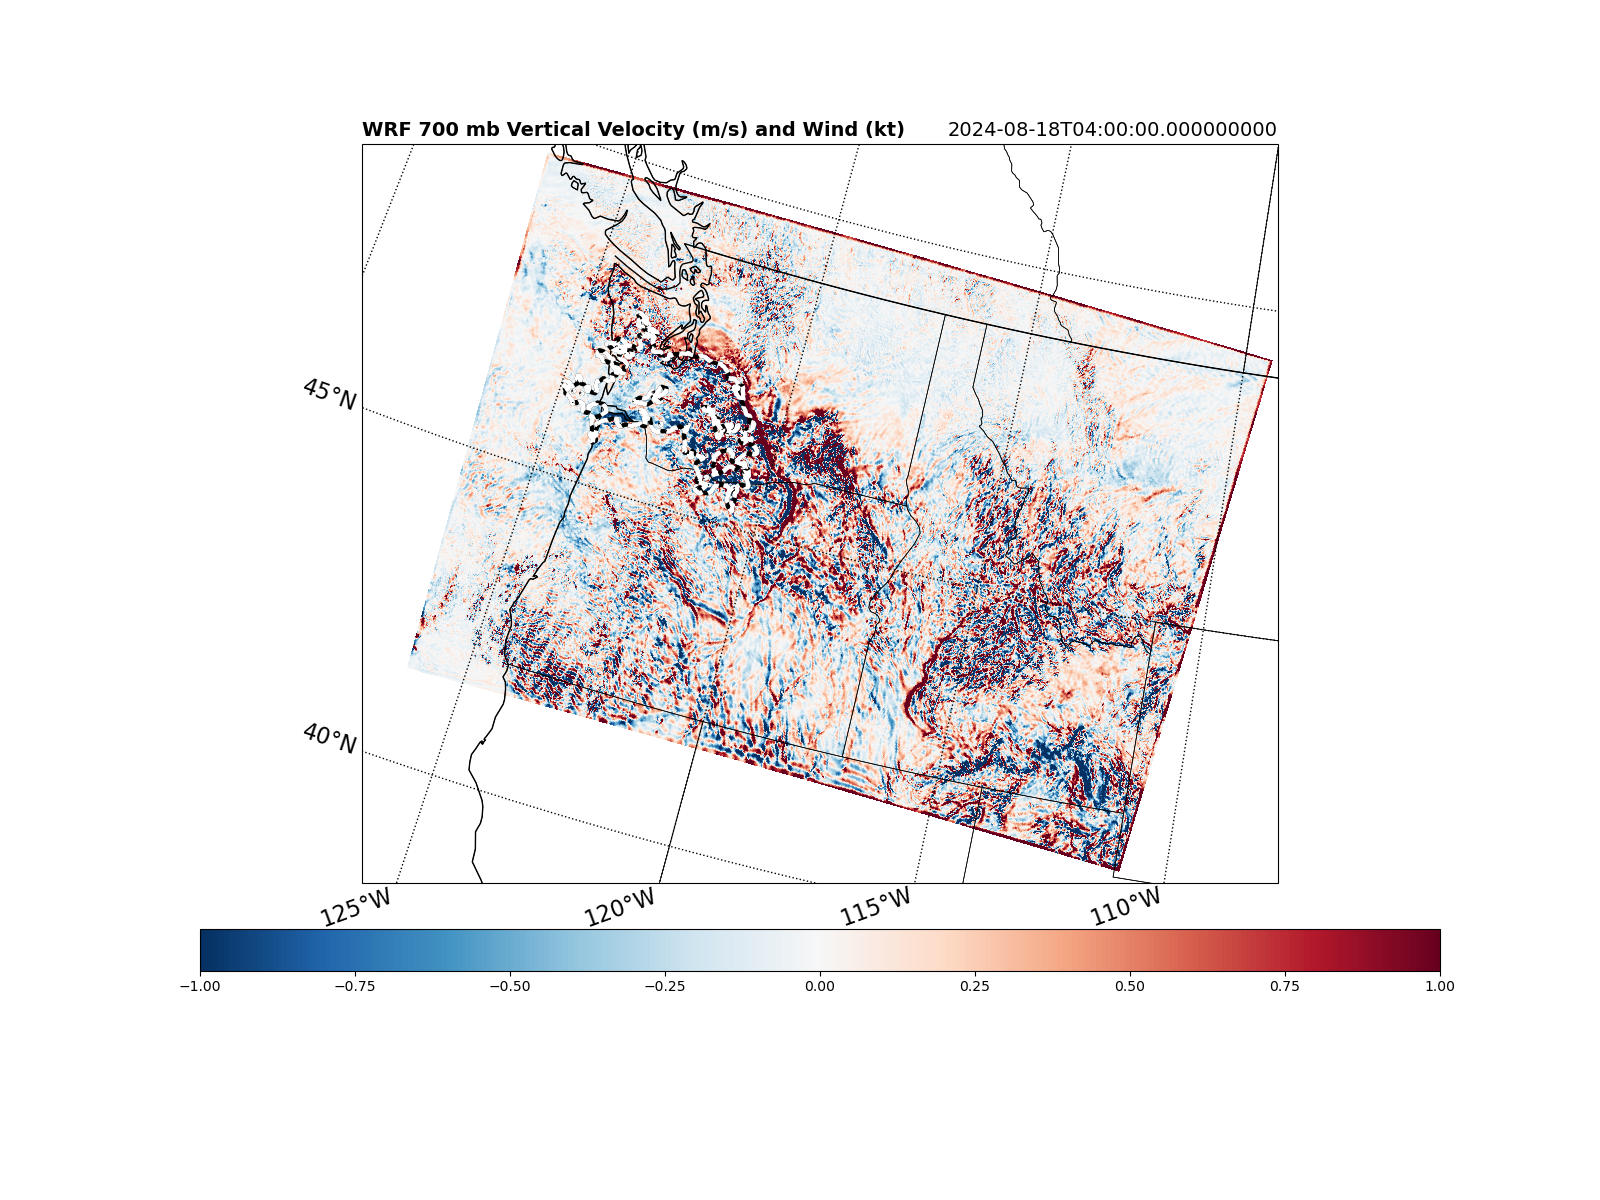 WRF 700 mb Vertical Velocity (m/s) and Wind (kt) 2024-08-18T04:00:00.000000000
45°N
40°N
125°W 120°W 115°W 110°W
−1.00 −0.75 −0.50 −0.25 0.00 0.25 0.50 0.75 1.00